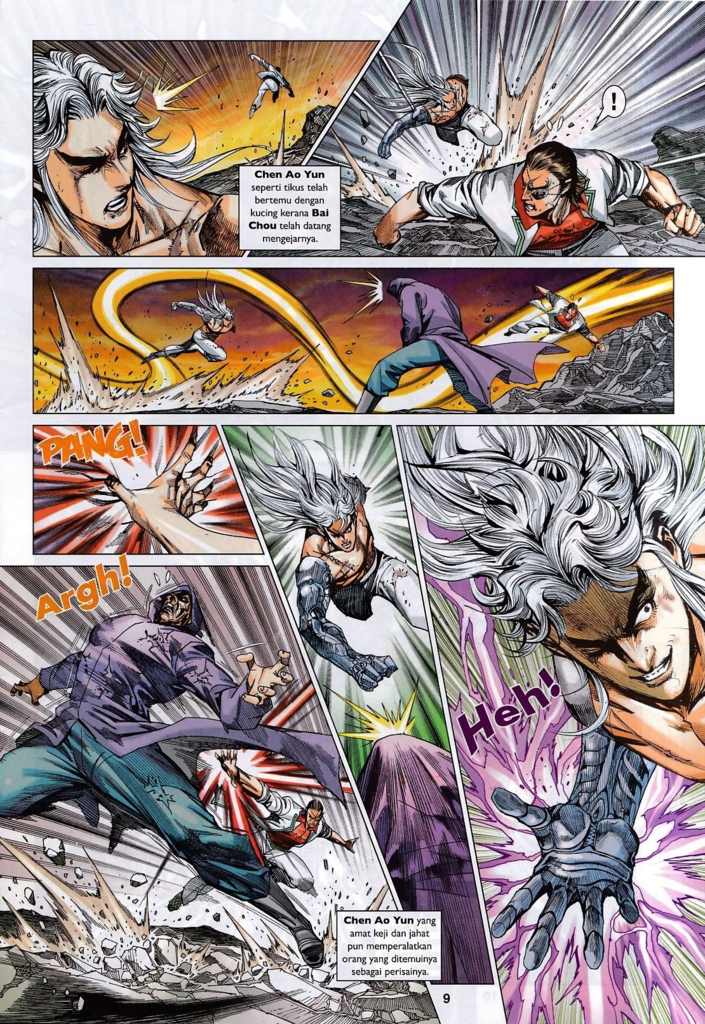 Chen Ao Yun
seperti tikus telah
bertemu dengan
kucing kerana Bai
Chou telah datang
mengejarnya.
!
PANG!
Argh!
Heh!
Chen Ao Yun yang
amat keji dan jahat
pun memperalatkan
orang yang ditemuinya
sebagai perisainya.
9